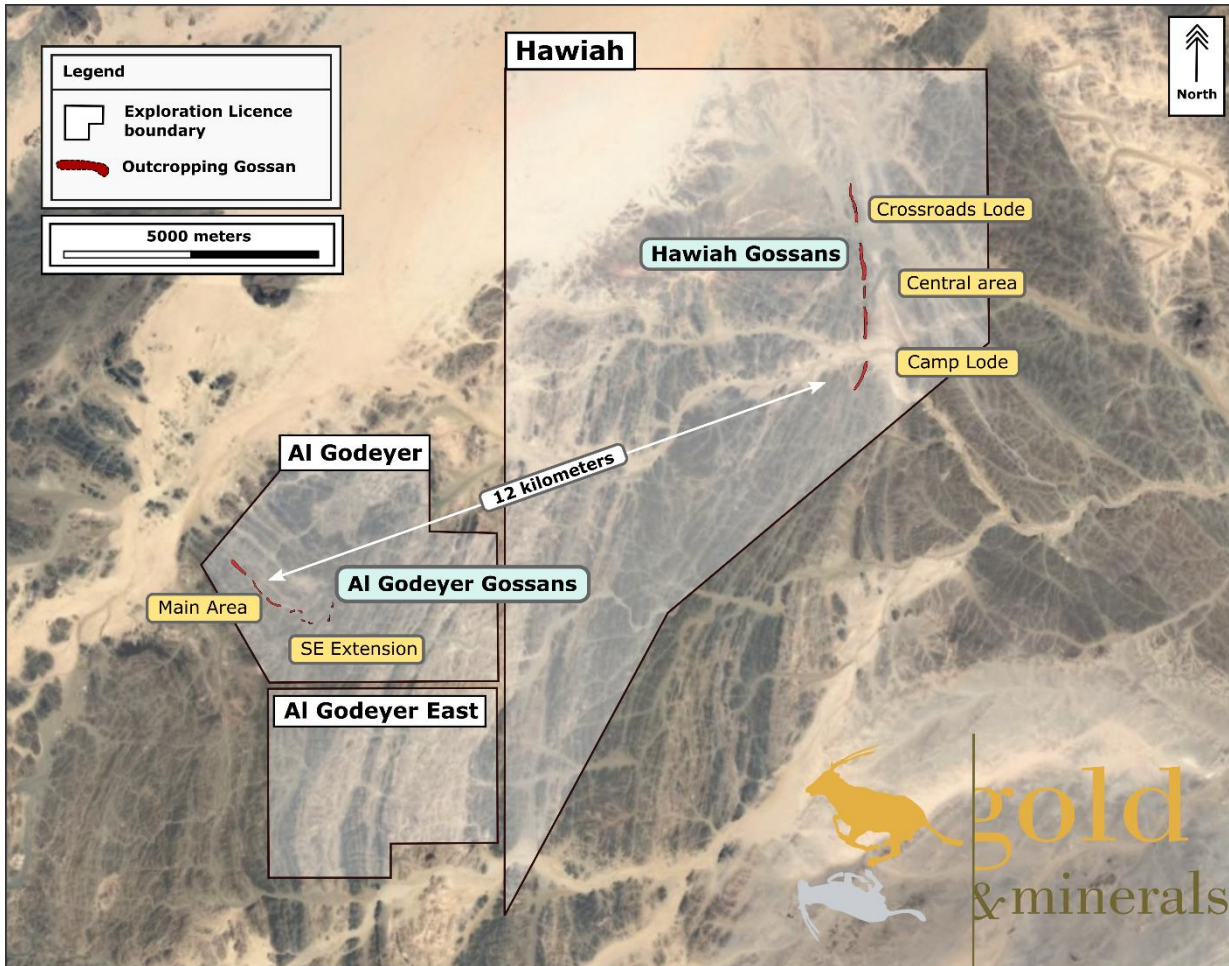 Hawiah
Legend
Exploration Licence
boundary
Outcropping Gossan
5000 meters
North
Crossroads Lode
Hawiah Gossans
Central area
Camp Lode
12 kilometers
Al Godeyer
Al Godeyer Gossans
Main Area
SE Extension
Al Godeyer East
gold
&minerals